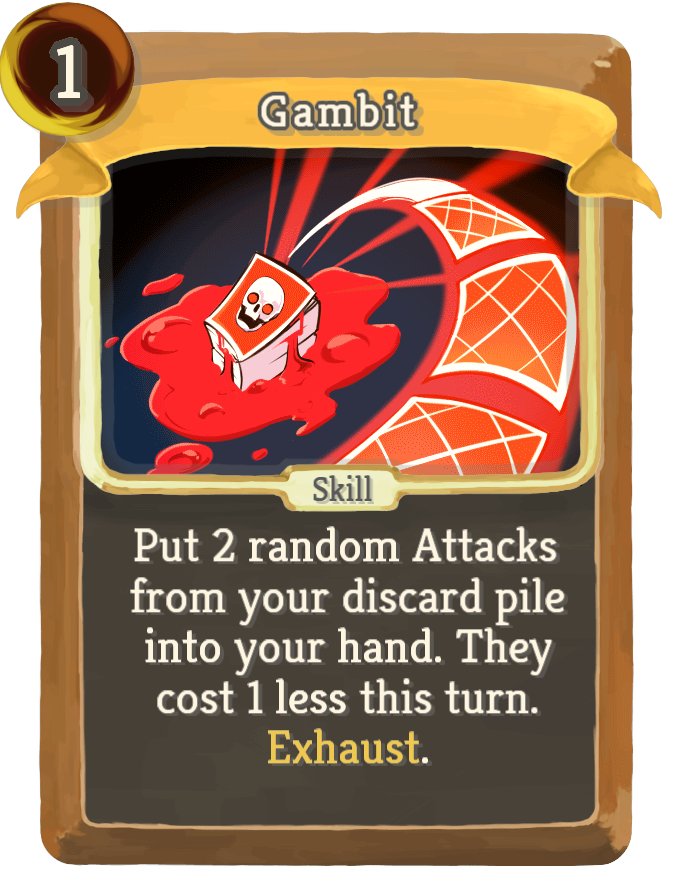 1
Gambit
Skill
Put 2 random Attacks
from your discard pile
into your hand. They
cost 1 less this turn.
Exhaust.